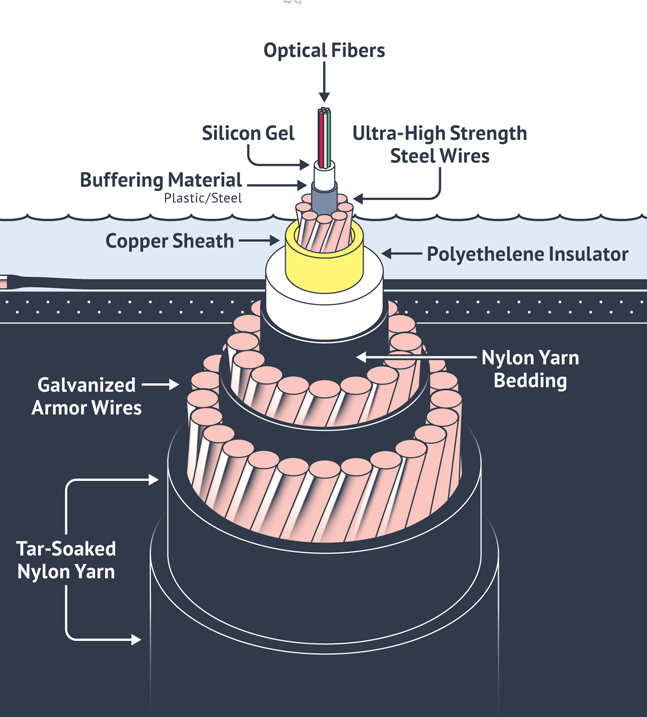 Optical Fibers
Silicon Gel
Ultra-High Strength
Steel Wires
Buffering Material
Plastic/Steel
Copper Sheath
Polyethelene Insulator
Nylon Yarn
Bedding
Galvanized
Armor Wires
Tar-Soaked
Nylon Yarn